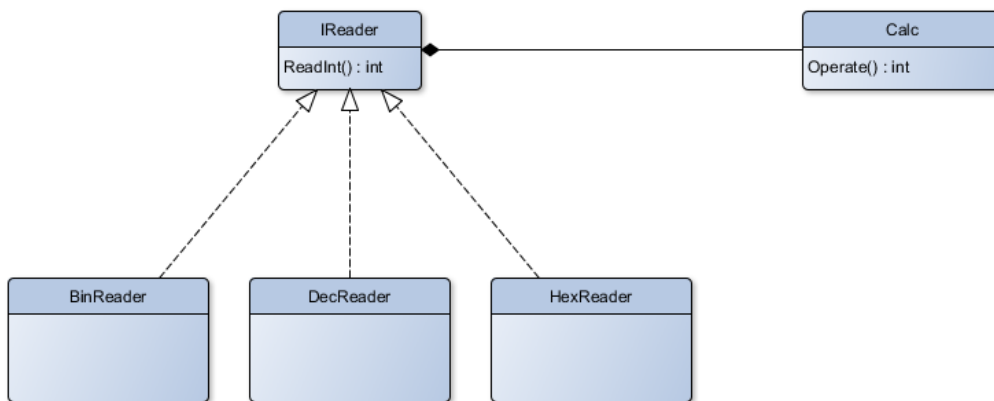 IReader
ReadInt() : int
Calc
Operate() : int
BinReader
DecReader
HexReader